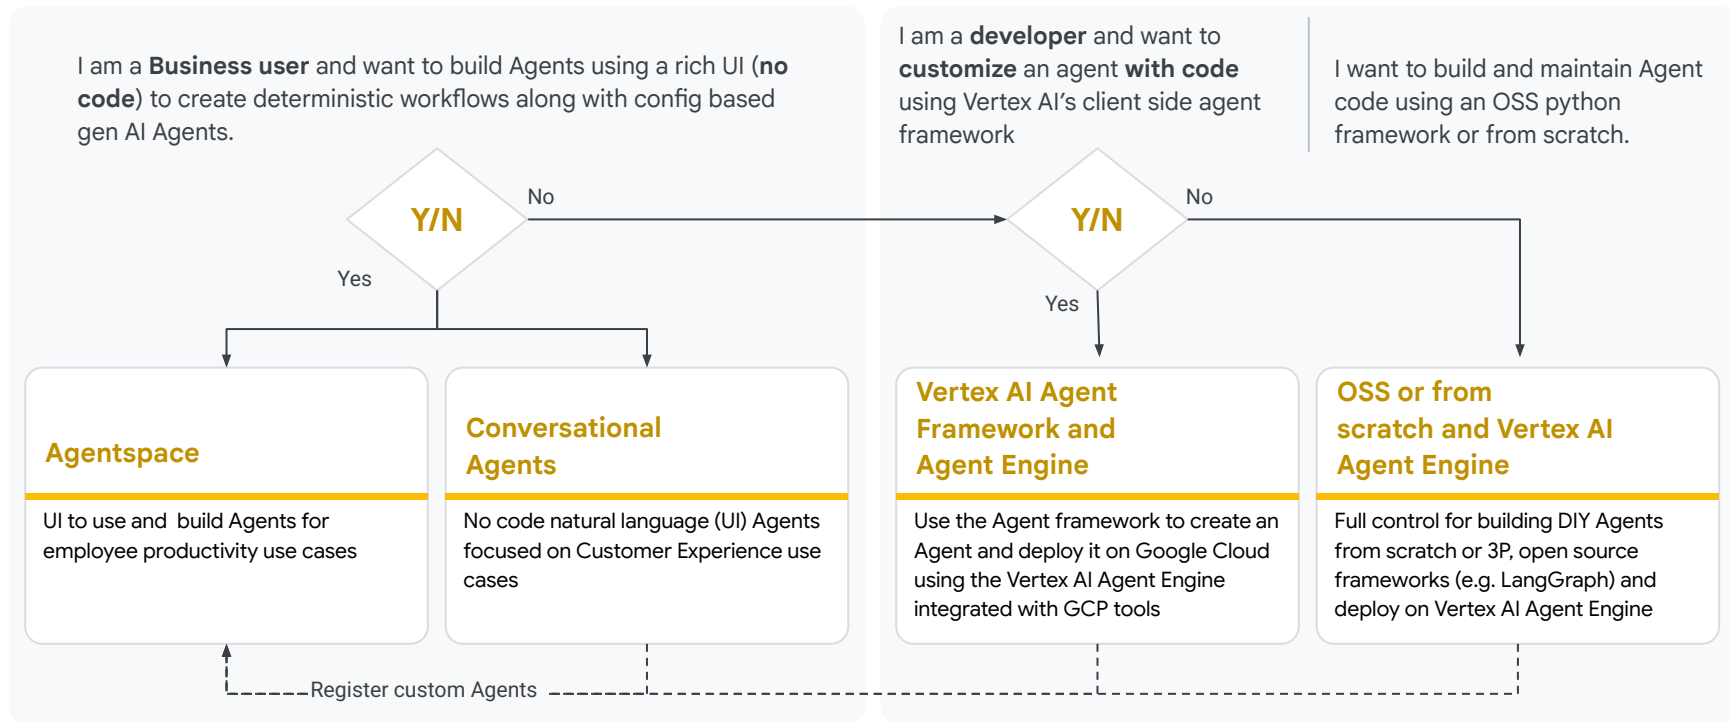 I am a Business user and want to build Agents using a rich UI (no
code) to create deterministic workflows along with config based
gen AI Agents.
I am a developer and want to
customize an agent with code
using Vertex AI’s client side agent
framework
I want to build and maintain Agent
code using an OSS python
framework or from scratch.
Y/N
No
Yes
Y/N
No
Yes
Agentspace
UI to use and build Agents for
employee productivity use cases
Conversational
Agents
No code natural language (UI) Agents
focused on Customer Experience use
cases
Vertex AI Agent
Framework and
Agent Engine
Use the Agent framework to create an
Agent and deploy it on Google Cloud
using the Vertex AI Agent Engine
integrated with GCP tools
OSS or from
scratch and Vertex AI
Agent Engine
Full control for building DIY Agents
from scratch or 3P, open source
frameworks (e.g. LangGraph) and
deploy on Vertex AI Agent Engine
Register custom Agents